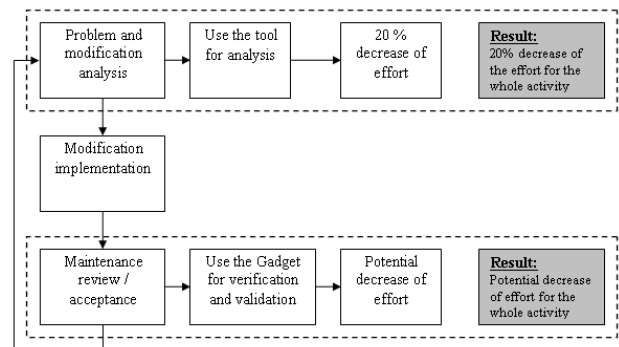 Problem and
modification
analysis
Use the tool
for analysis
20 %
decrease of
effort
Result:
20% decrease of
the effort for the
whole activity
Modification
implementation
Maintenance
review /
acceptance
Use the Gadget
for verification
and validation
Potential
decrease of
effort
Result:
Potential decrease
of effort for the
whole activity